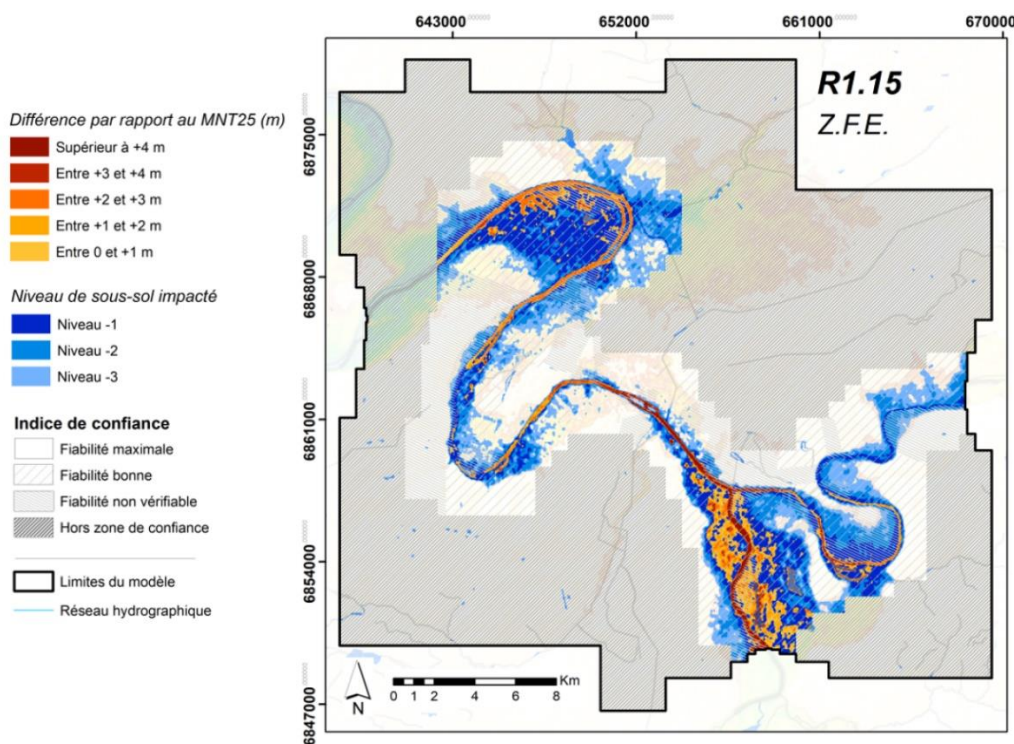 643000 652000 661000 670000
R1.15
Z.F.E.
Différence par rapport au MNT25 (m)
Supérieur à +4 m
Entre +3 et +4 m
Entre +2 et +3 m
Entre +1 et +2 m
Entre 0 et +1 m
Niveau de sous-sol impacté
Niveau -1
Niveau -2
Niveau -3
Indice de confiance
Fiabilité maximale
Fiabilité bonne
Fiabilité non vérifiable
Hors zone de confiance
Limites du modèle
Réseau hydrographique
6875000
6868000
6861000
6854000
6847000
N
Km
0 1 2 4 6 8